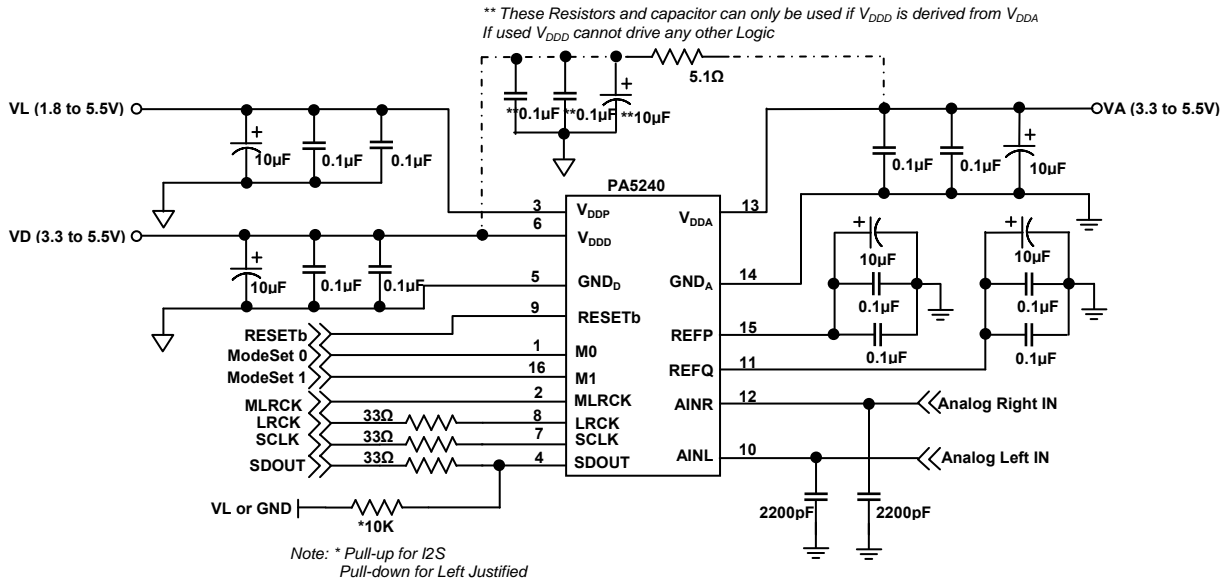 ** These Resistors and capacitor can only be used if VDDD is derived from VDDA
If used VDDD cannot drive any other Logic
5.1Ω
**0.1µF
**0.1µF
**10µF
+
VL (1.8 to 5.5V)
+
10µF
0.1µF
0.1µF
VA (3.3 to 5.5V)
0.1µF
0.1µF
+
10µF
VD (3.3 to 5.5V)
+
10µF
0.1µF
0.1µF
PA5240
3 VDDP
6 VDDD
5 GNDD
9 RESETb
1 M0
16 M1
2 MLRCK
8 LRCK
7 SCLK
4 SDOUT
VDDA 13
GNDA 14
REFP 15
REFQ 11
AINR 12
AINL 10
+
10µF
0.1µF
0.1µF
+
10µF
0.1µF
0.1µF
RESETb
ModeSet 0
ModeSet 1
MLRCK
LRCK 33Ω
SCLK 33Ω
SDOUT 33Ω
Analog Right IN
Analog Left IN
2200pF
2200pF
VL or GND
*10K
Note: * Pull-up for I2S
Pull-down for Left Justified